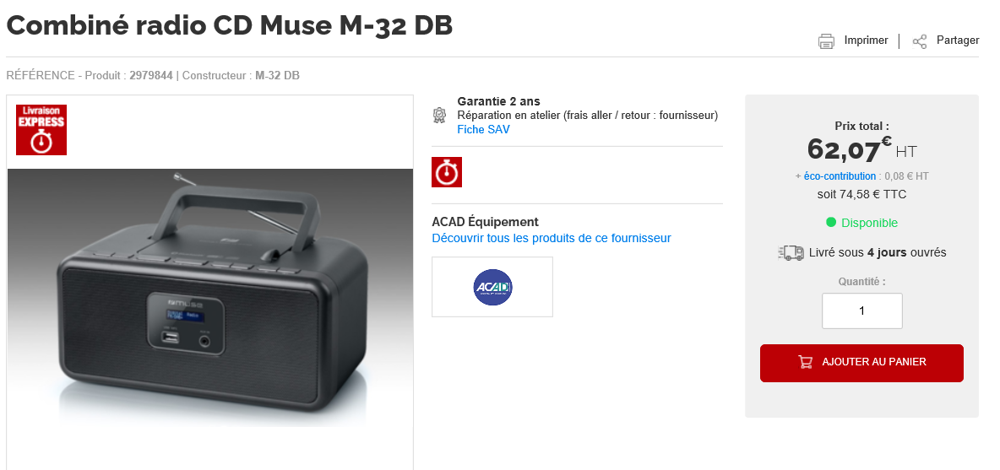 Combiné radio CD Muse M-32 DB
Imprimer | Partager
RÉFÉRENCE - Produit : 2979844 | Constructeur : M-32 DB
Livraison
EXPRESS
muse
Radio
Garantie 2 ans
Réparation en atelier (frais aller / retour : fournisseur)
Fiche SAV
ACAD Équipement
Découvrir tous les produits de ce fournisseur
ACAD
Prix total :
62,07€ HT
+ éco-contribution : 0,08 € HT
soit 74,58 € TTC
Disponible
Livré sous 4 jours ouvrés
Quantité :
1
AJOUTER AU PANIER